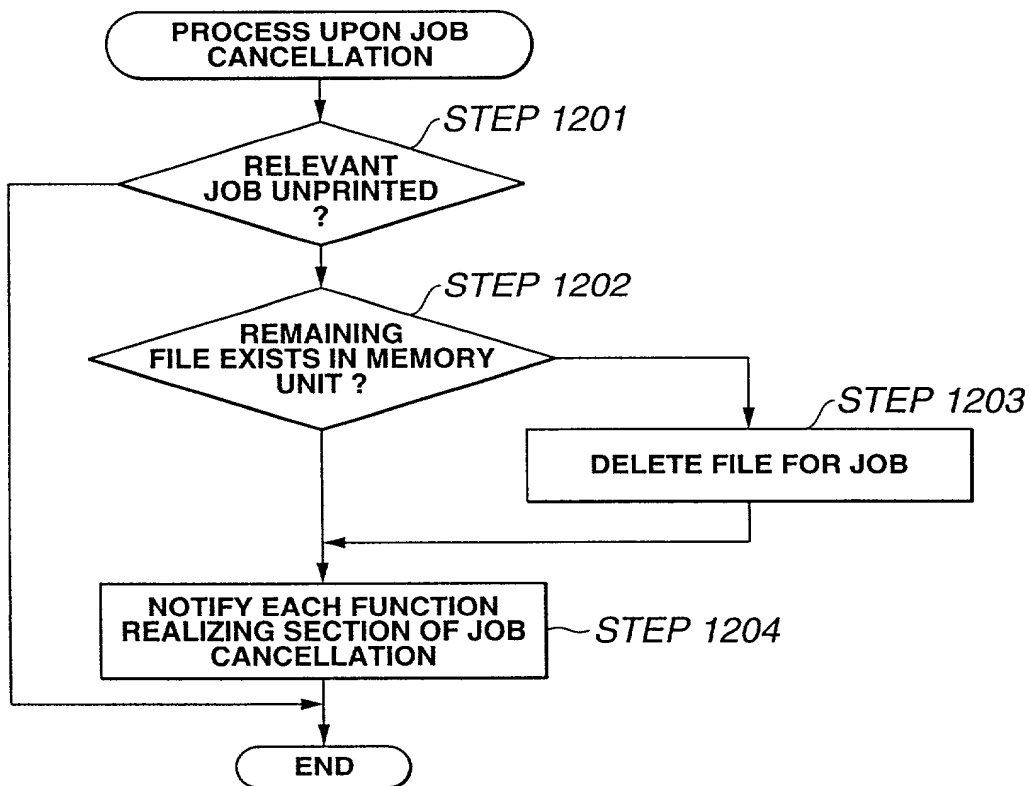 PROCESS UPON JOB
CANCELLATION
STEP 1201
RELEVANT
JOB UNPRINTED
?
STEP 1202
REMAINING
FILE EXISTS IN MEMORY
UNIT ?
STEP 1203
DELETE FILE FOR JOB
NOTIFY EACH FUNCTION
REALIZING SECTION OF JOB
CANCELLATION
STEP 1204
END